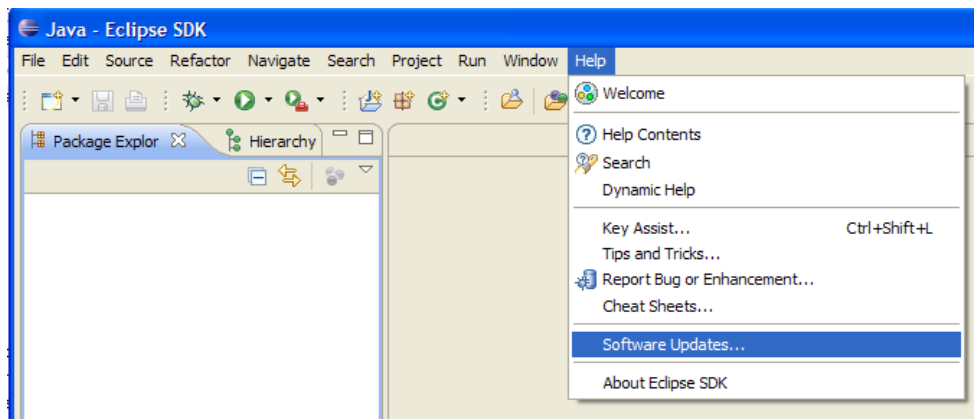 Java - Eclipse SDK
File Edit Source Refactor Navigate Search Project Run Window Help
Package Explor Hierarchy
Welcome
Help Contents
Search
Dynamic Help
Key Assist... Ctrl+Shift+L
Tips and Tricks...
Report Bug or Enhancement...
Cheat Sheets...
Software Updates...
About Eclipse SDK